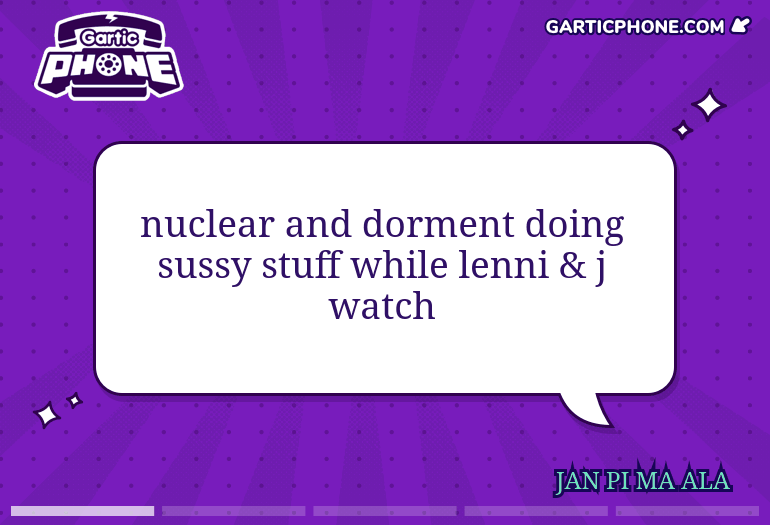 Gartic
PHONE
GARTICPHONE.COM
nuclear and dorment doing
sussy stuff while lenni & j
watch
JAN PI MA ALA